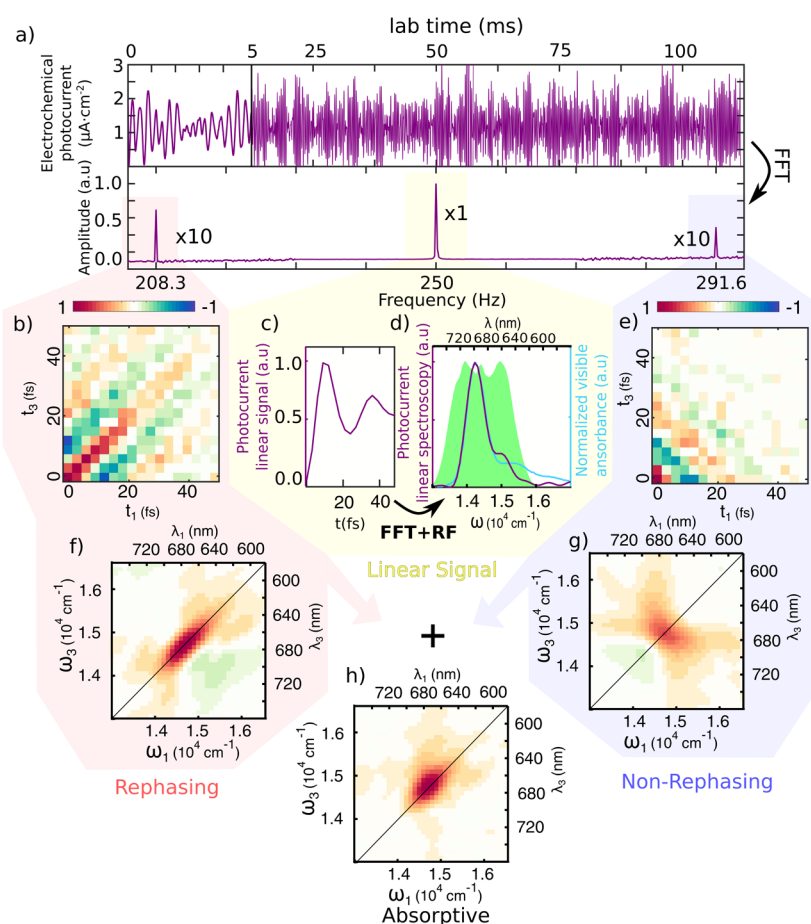 a)
lab time (ms)
0 5 25 50 75 100
Electrochemical
photocurrent
(µA·cm⁻²)
3
2
1
FFT
Amplitude (a.u)
1.0
0.5
0.0
x10
x1
x10
208.3 250 291.6
Frequency (Hz)
1 -1
1 -1
b)
c)
d)
e)
t₃ (fs)
40
20
0
0 20 40
t₁ (fs)
Photocurrent
linear signal (a.u)
1.0
0.5
0.0
20 40
t(fs)
FFT+RF
λ (nm)
720 680 640 600
Photocurrent
linear spectroscopy (a.u)
Normalized visible
ansorbance (a.u)
1.4 1.5 1.6
ω (10⁴ cm⁻¹)
Linear Signal
t₃ (fs)
40
20
0
0 20 40
t₁ (fs)
f)
λ₁ (nm)
720 680 640 600
ω₃ (10⁴ cm⁻¹)
1.6
1.5
1.4
600
640
680
720
λ₃ (nm)
1.4 1.5 1.6
ω₁ (10⁴ cm⁻¹)
Rephasing
g)
λ₁ (nm)
720 680 640 600
ω₃ (10⁴ cm⁻¹)
1.6
1.5
1.4
600
640
680
720
λ₃ (nm)
1.4 1.5 1.6
ω₁ (10⁴ cm⁻¹)
Non-Rephasing
+
h)
λ₁ (nm)
720 680 640 600
ω₃ (10⁴ cm⁻¹)
1.6
1.5
1.4
600
640
680
720
λ₃ (nm)
1.4 1.5 1.6
ω₁ (10⁴ cm⁻¹)
Absorptive